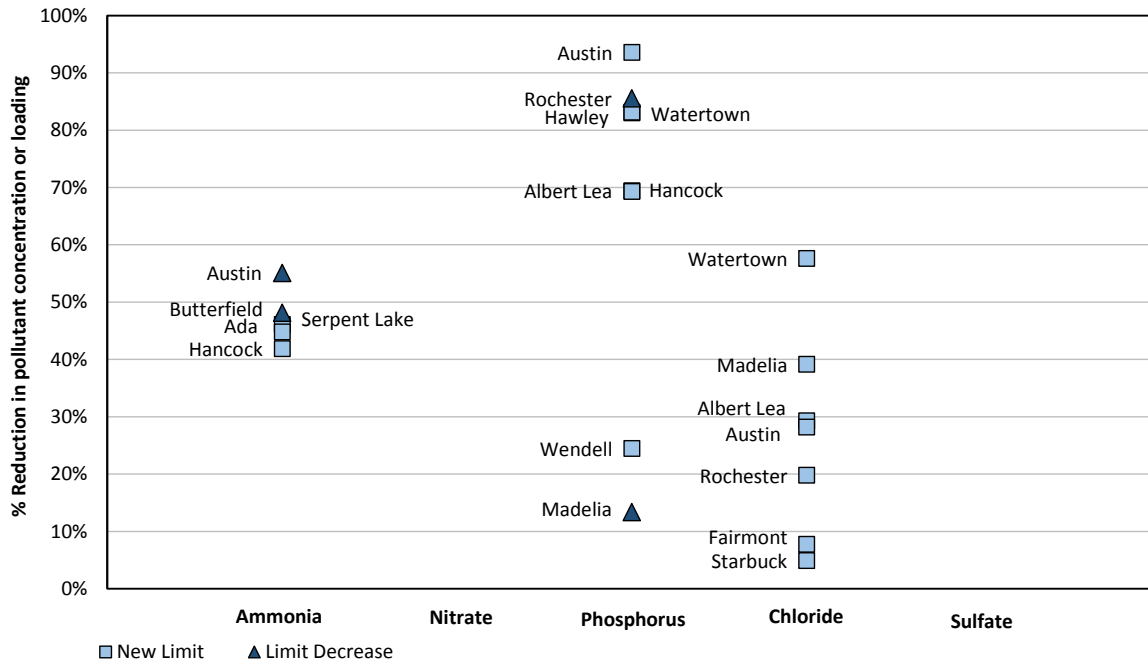 % Reduction in pollutant concentration or loading
100%
90%
80%
70%
60%
50%
40%
30%
20%
10%
0%
Austin
Rochester
Hawley
Watertown
Albert Lea
Hancock
Watertown
Austin
Butterfield
Ada
Serpent Lake
Hancock
Madelia
Albert Lea
Austin
Wendell
Rochester
Madelia
Fairmont
Starbuck
Ammonia
Nitrate
Phosphorus
Chloride
Sulfate
New Limit
Limit Decrease